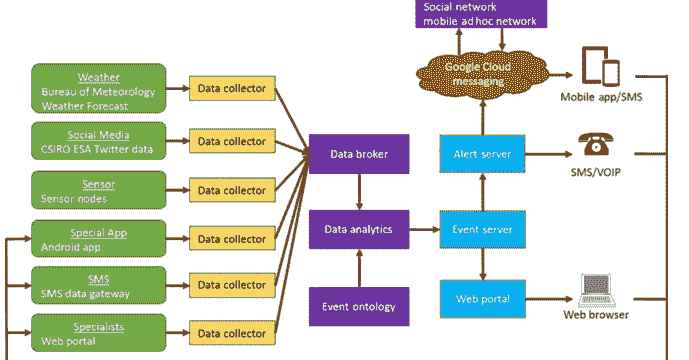 Social network
mobile ad hoc network
Google Cloud
messaging
Mobile app/SMS
Weather
Bureau of Meteorology
Weather Forecast
Data collector
Social Media
CSIRO ESA Twitter data
Data collector
Data broker
Alert server
SMS/VOIP
Sensor
Sensor nodes
Data collector
Special App
Android app
Data collector
Data analytics
Event server
SMS
SMS data gateway
Data collector
Event ontology
Web portal
Web browser
Specialists
Web portal
Data collector